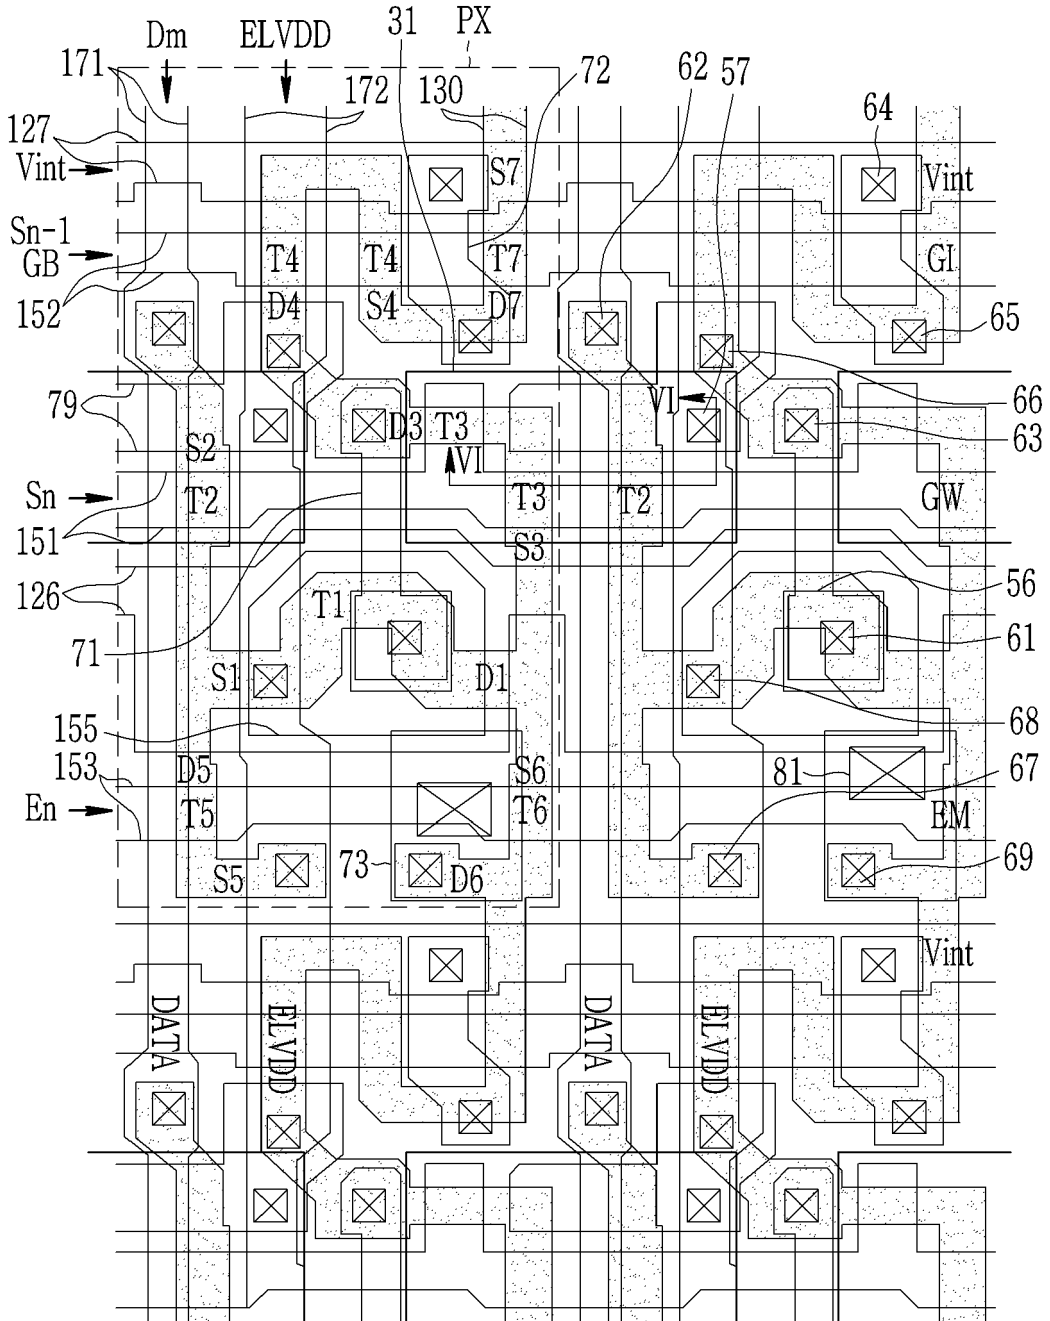 Dm ELVDD 31 PX
171 172 130 72 62 57
127 64
Vint S7 Vint
Sn-1
GB T4 T4 T7 GI
152 D4 S4 D7 65
79 VI 66
S2 D3 T3 63
VI
Sn T2 T3 T2 GW
151 S3
126 T1 56
71 61
S1 D1
155 68
D5 S6 81 67
153
En T5 T6 EM
S5 73 D6 69
Vint
DATA ELVDD DATA ELVDD